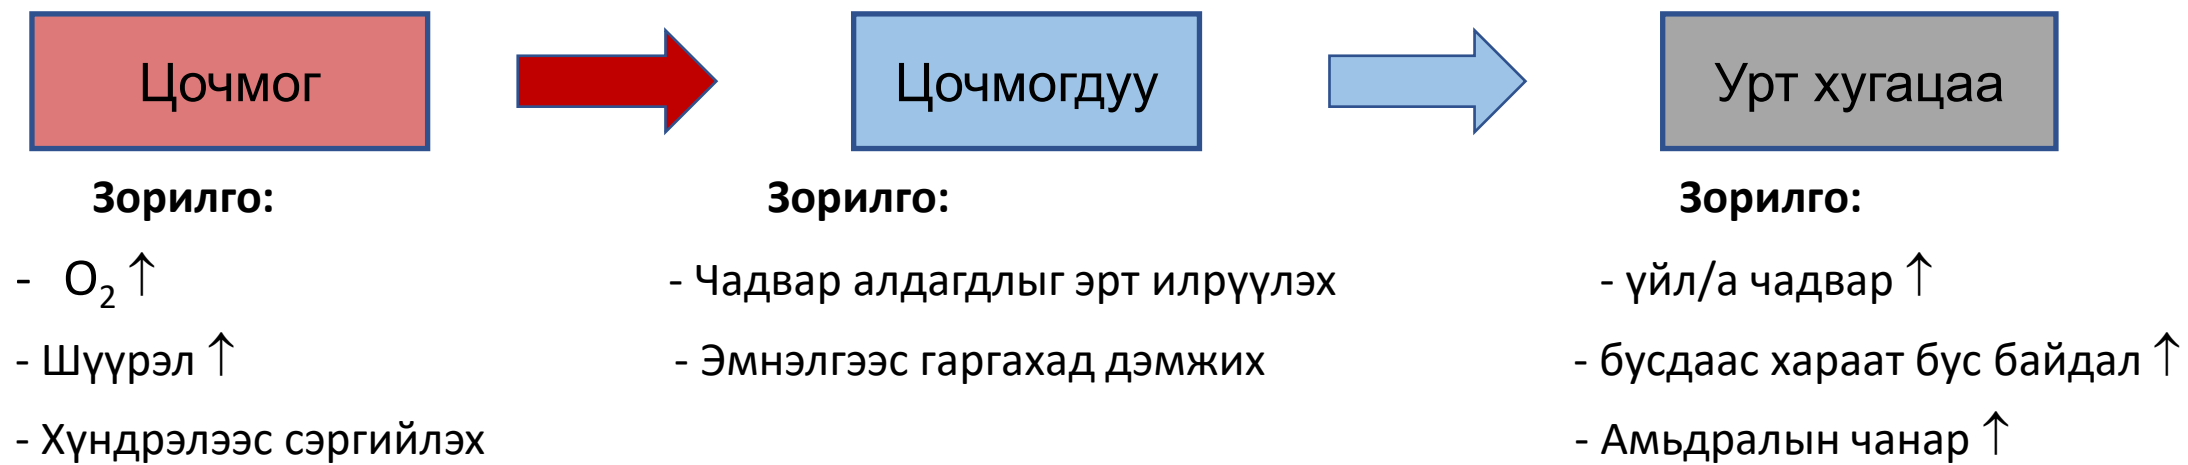 Цочмог
Зорилго:
- O₂ ↑
- Шүүрэл ↑
- Хүндрэлээс сэргийлэх
Цочмогдуу
Зорилго:
- Чадвар алдагдлыг эрт илрүүлэх
- Эмнэлгээс гаргахад дэмжих
Урт хугацаа
Зорилго:
- үйл/а чадвар ↑
- бусдаас хараат бус байдал ↑
- Амьдралын чанар ↑